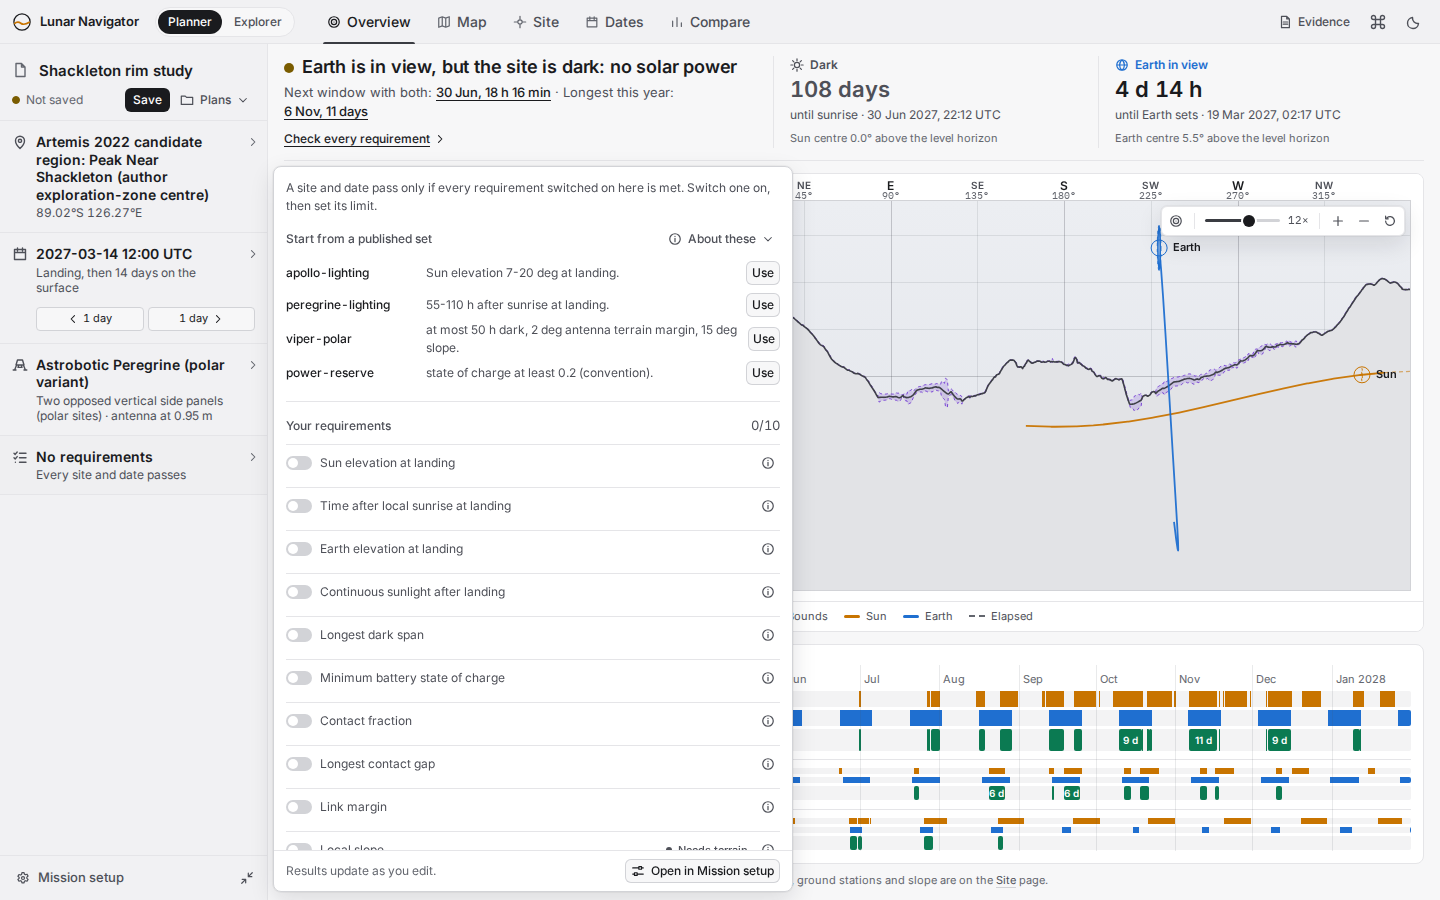 Lunar Navigator
Planner
Explorer
Overview
Map
Site
Dates
Compare
Evidence
Shackleton rim study
Not saved
Save
Plans
Artemis 2022 candidate
region: Peak Near
Shackleton (author
exploration-zone centre)
89.02°S 126.27°E
2027-03-14 12:00 UTC
Landing, then 14 days on the
surface
1 day
1 day
Astrobotic Peregrine (polar
variant)
Two opposed vertical side panels
(polar sites) · antenna at 0.95 m
No requirements
Every site and date passes
Mission setup
Earth is in view, but the site is dark: no solar power
Next window with both: 30 Jun, 18 h 16 min · Longest this year:
6 Nov, 11 days
Check every requirement
Dark
108 days
until sunrise · 30 Jun 2027, 22:12 UTC
Sun centre 0.0° above the level horizon
Earth in view
4 d 14 h
until Earth sets · 19 Mar 2027, 02:17 UTC
Earth centre 5.5° above the level horizon
A site and date pass only if every requirement switched on here is met. Switch one on,
then set its limit.
Start from a published set
About these
apollo-lighting
Sun elevation 7-20 deg at landing.
Use
peregrine-lighting
55-110 h after sunrise at landing.
Use
viper-polar
at most 50 h dark, 2 deg antenna terrain margin, 15 deg
slope.
Use
power-reserve
state of charge at least 0.2 (convention).
Use
Your requirements
0/10
Sun elevation at landing
Time after local sunrise at landing
Earth elevation at landing
Continuous sunlight after landing
Longest dark span
Minimum battery state of charge
Contact fraction
Longest contact gap
Link margin
Local slope
Needs terrain
Results update as you edit.
Open in Mission setup
NE
E
SE
S
SW
W
NW
45°
90°
135°
180°
225°
270°
315°
12×
Earth
Sun
ounds
Sun
Earth
Elapsed
un
Jul
Aug
Sep
Oct
Nov
Dec
Jan 2028
9 d
11 d
9 d
6 d
6 d
ground stations and slope are on the Site page.